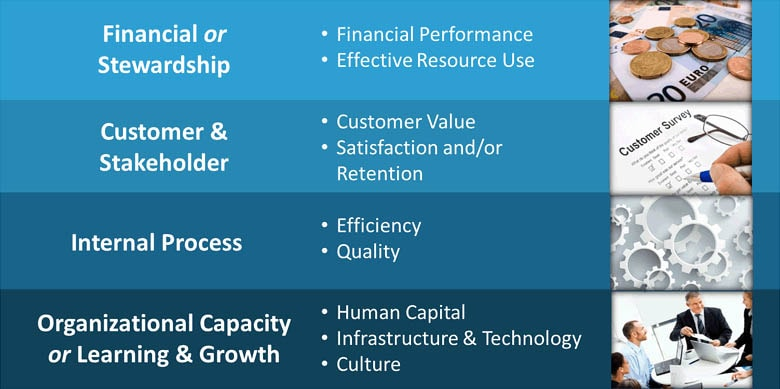 Financial or
Stewardship
• Financial Performance
• Effective Resource Use
20 EURO
Customer &
Stakeholder
• Customer Value
• Satisfaction and/or
Retention
Customer Survey
Internal Process
• Efficiency
• Quality
Organizational Capacity
or Learning & Growth
• Human Capital
• Infrastructure & Technology
• Culture